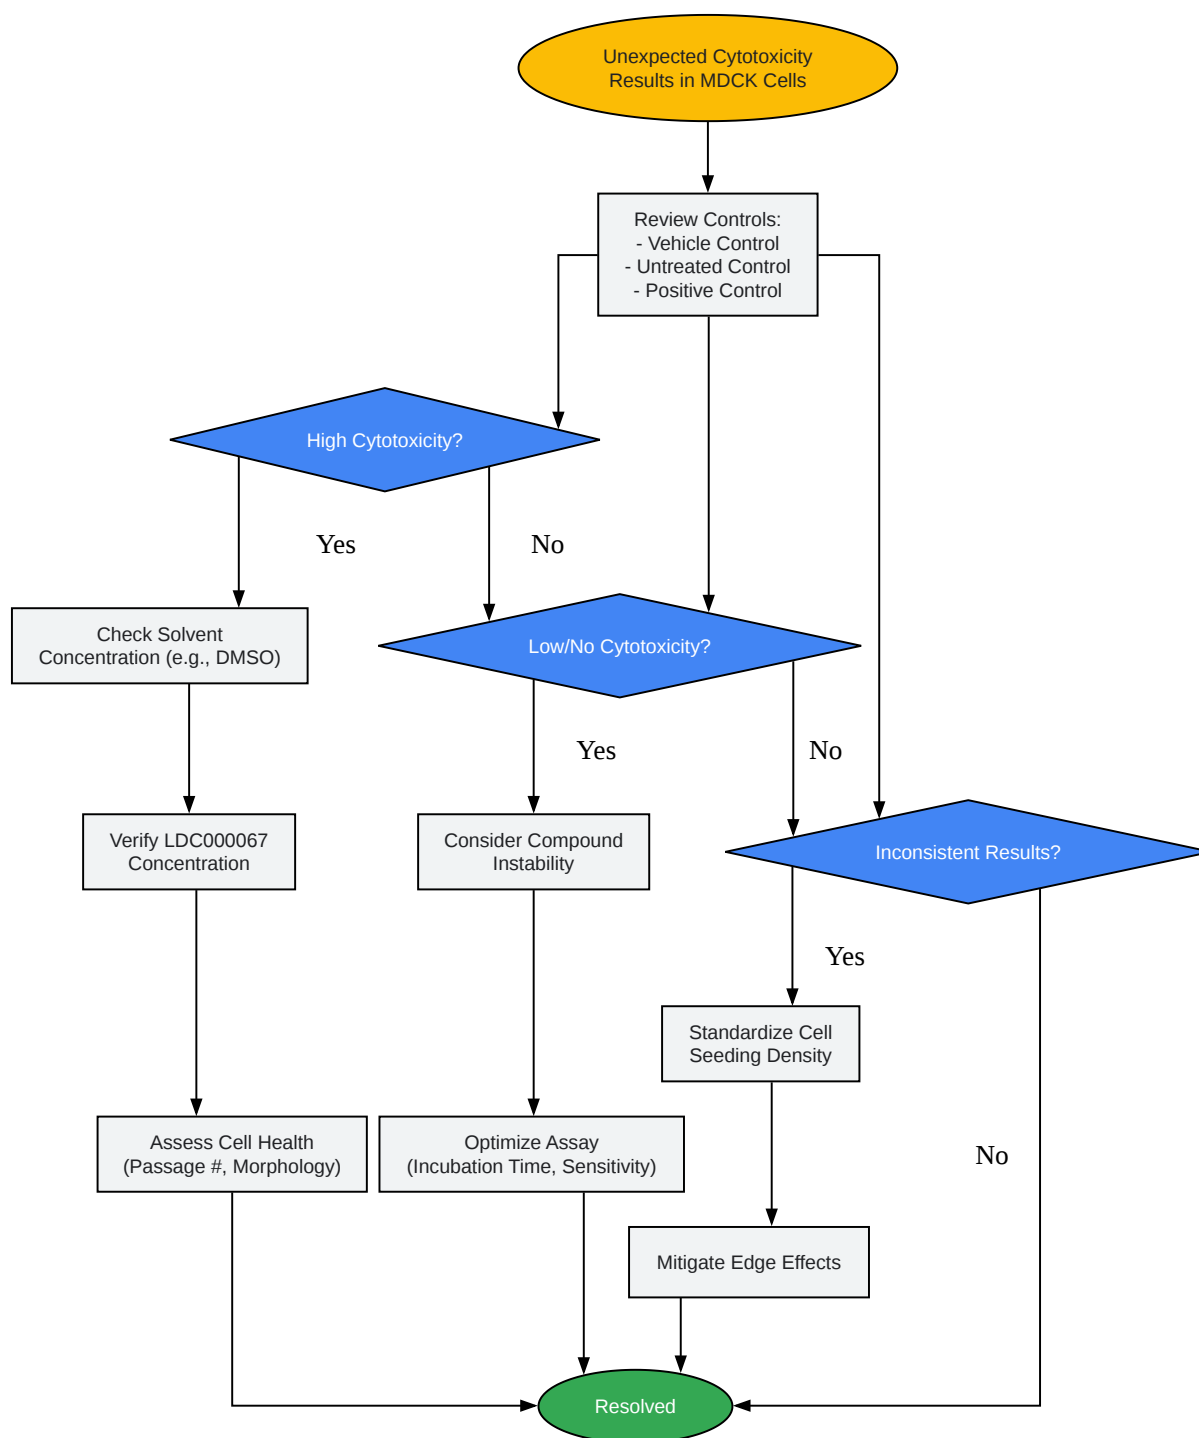 Unexpected Cytotoxicity
Results in MDCK Cells
Review Controls:
- Vehicle Control
- Untreated Control
- Positive Control
High Cytotoxicity?
Yes
No
Check Solvent
Concentration (e.g., DMSO)
Low/No Cytotoxicity?
Yes
No
Verify LDC000067
Concentration
Consider Compound
Instability
Inconsistent Results?
Yes
Standardize Cell
Seeding Density
Assess Cell Health
(Passage #, Morphology)
Optimize Assay
(Incubation Time, Sensitivity)
No
Mitigate Edge Effects
Resolved